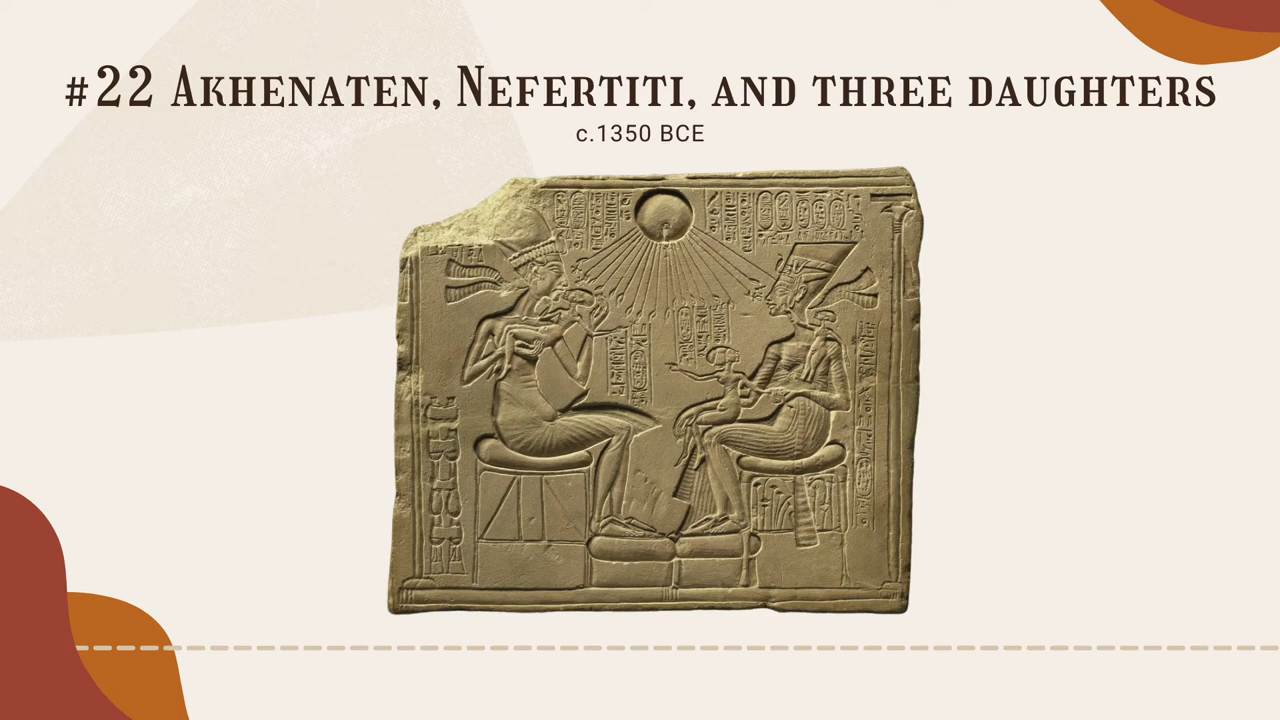 #22 Akhenaten, Nefertiti, and three daughters
c.1350 BCE